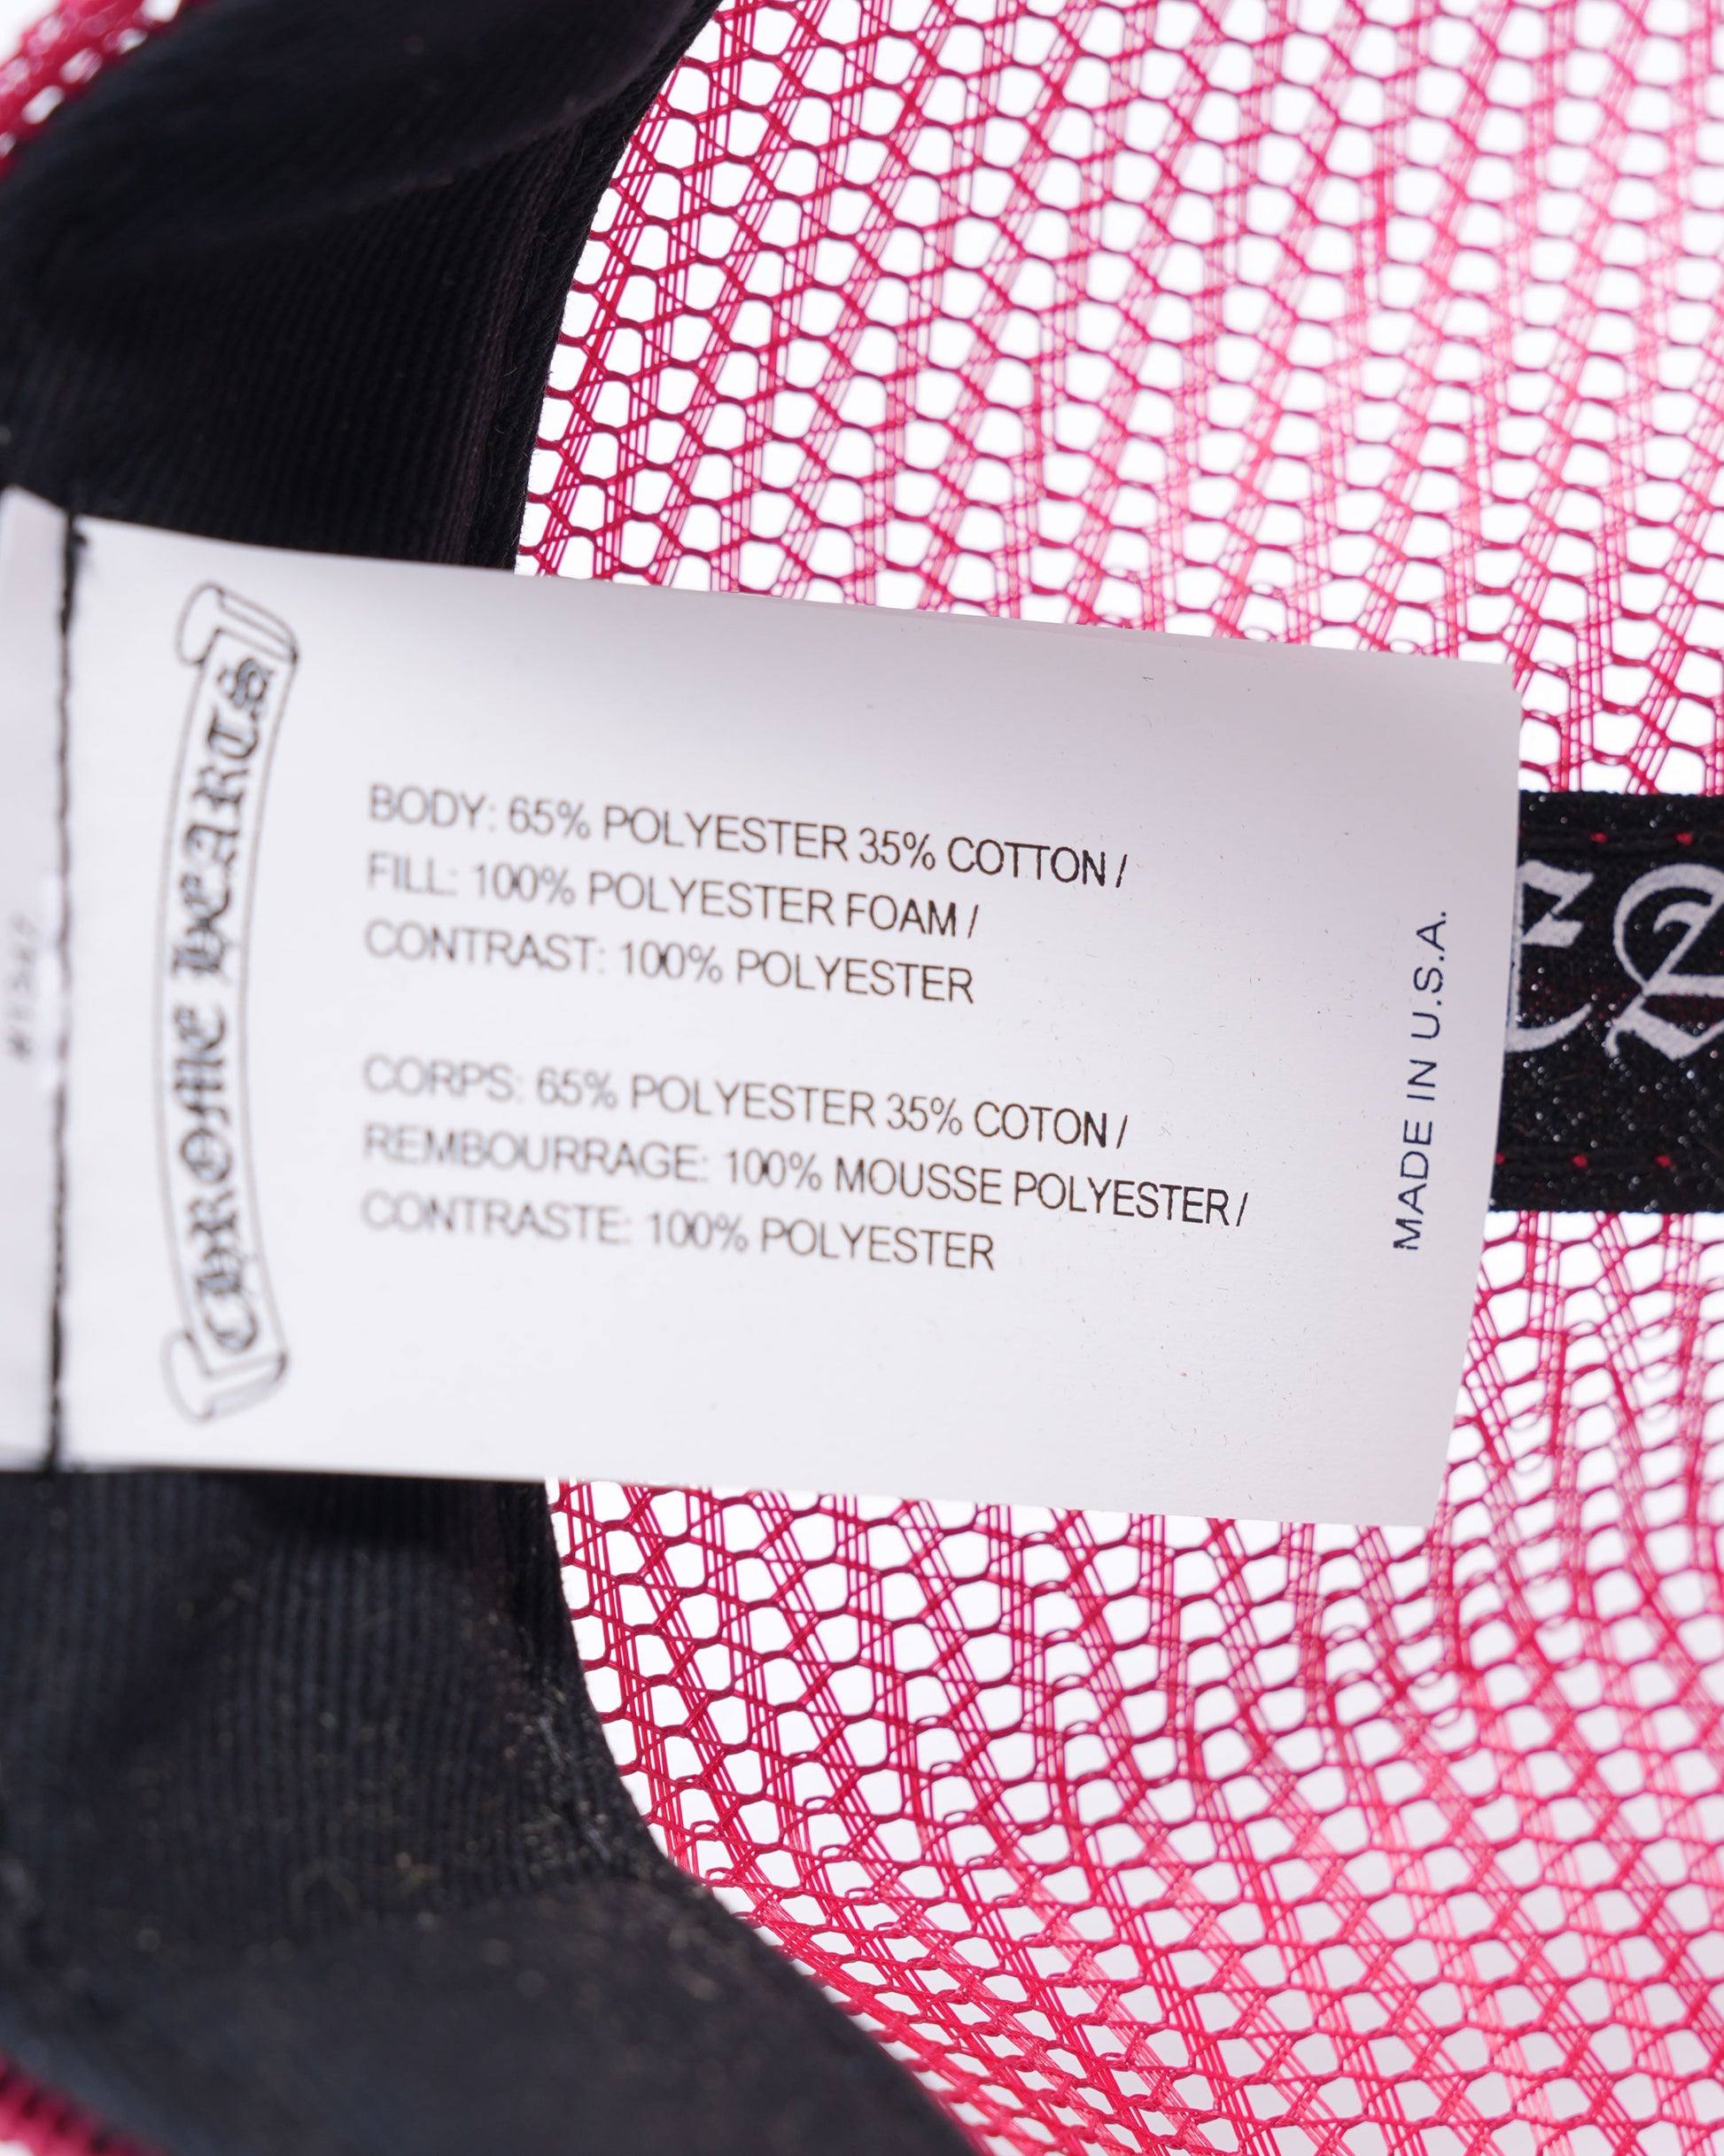 CHROME HEARTS
BODY: 65% POLYESTER 35% COTTON /
FILL: 100% POLYESTER FOAM /
CONTRAST: 100% POLYESTER
CORPS: 65% POLYESTER 35% COTON /
REMBOURRAGE: 100% MOUSSE POLYESTER /
CONTRASTE: 100% POLYESTER
MADE IN U.S.A.